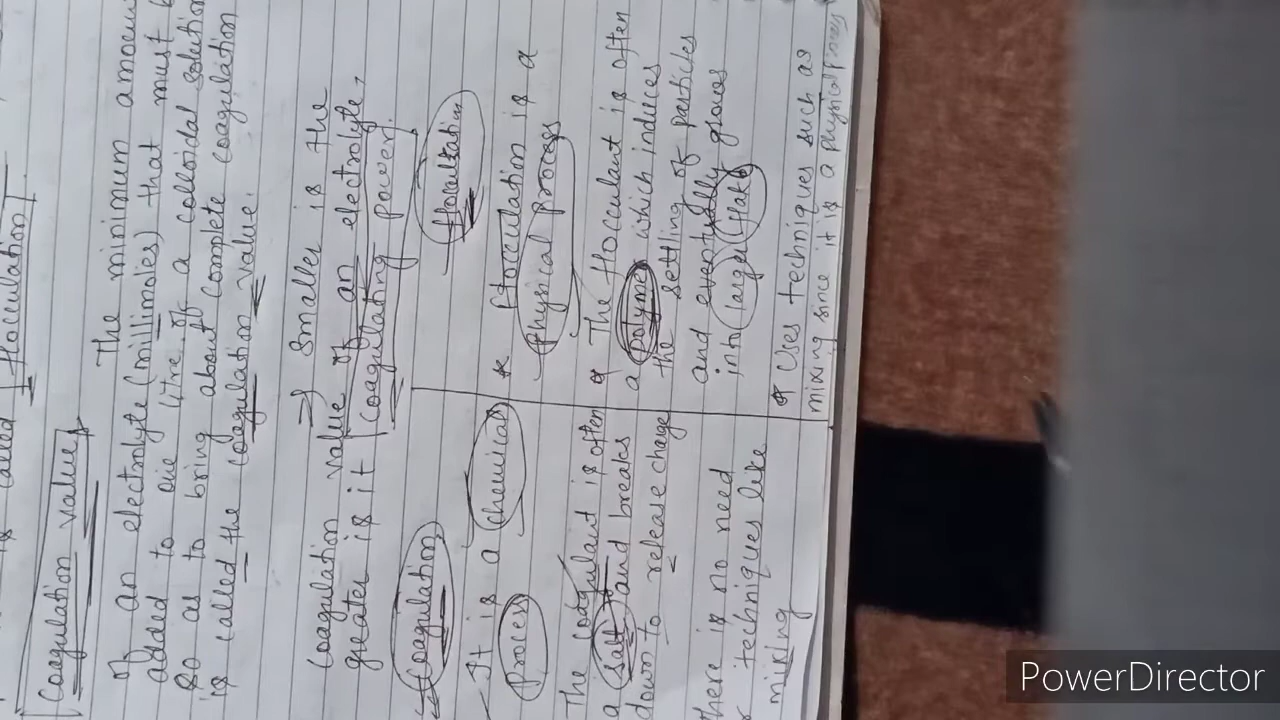 is called flocculation
Coagulation value
The minimum amount
of an electrolyte (millimoles) that must
added to one litre of a colloidal solution
so as to bring about complete coagulation
is called the coagulation value.
=> Smaller is the
coagulation value of an electrolyte,
greater is it coagulating power.
Coagulation
It is a chemical
process
The coagulant is often
a salt and breaks
down to release charge
there is no need
techniques like
mixing
flocculation
* flocculation is a
physical process
* The flocculant is often
a polymer which induces
the settling of particles
and eventually grows
into larger flake
* Uses techniques such as
mixing since it is a physical process
PowerDirector